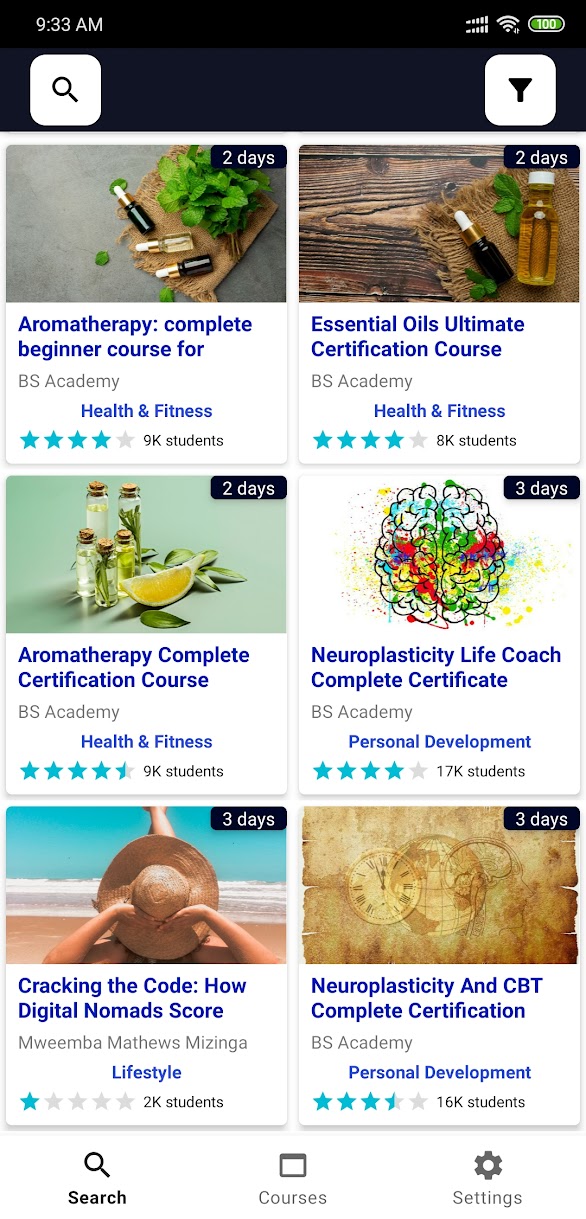 9:33 AM
100
2 days
2 days
Aromatherapy: complete
beginner course for
BS Academy
Health & Fitness
9K students
Essential Oils Ultimate
Certification Course
BS Academy
Health & Fitness
8K students
2 days
3 days
Aromatherapy Complete
Certification Course
BS Academy
Health & Fitness
9K students
Neuroplasticity Life Coach
Complete Certificate
BS Academy
Personal Development
17K students
3 days
3 days
Cracking the Code: How
Digital Nomads Score
Mweemba Mathews Mizinga
Lifestyle
2K students
Neuroplasticity And CBT
Complete Certification
BS Academy
Personal Development
16K students
Search
Courses
Settings